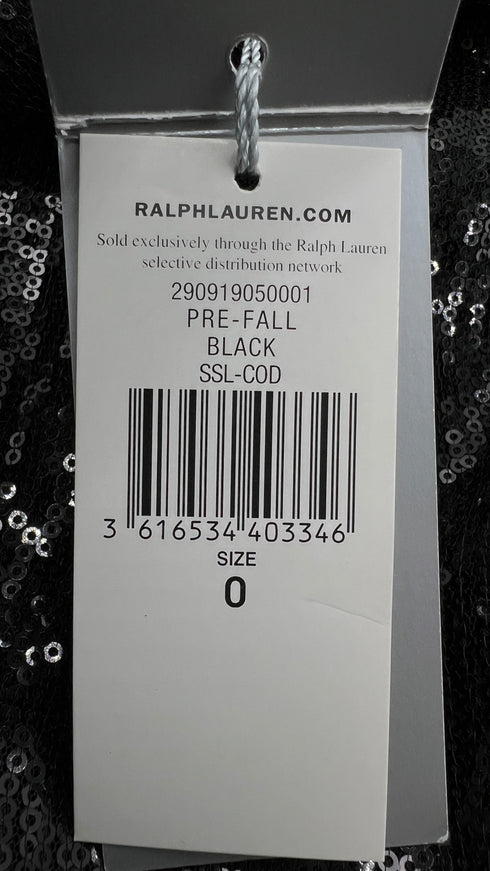 RALPHLAUREN.COM
Sold exclusively through the Ralph Lauren
selective distribution network
290919050001
PRE-FALL
BLACK
SSL-COD
3 616534 403346
SIZE
0